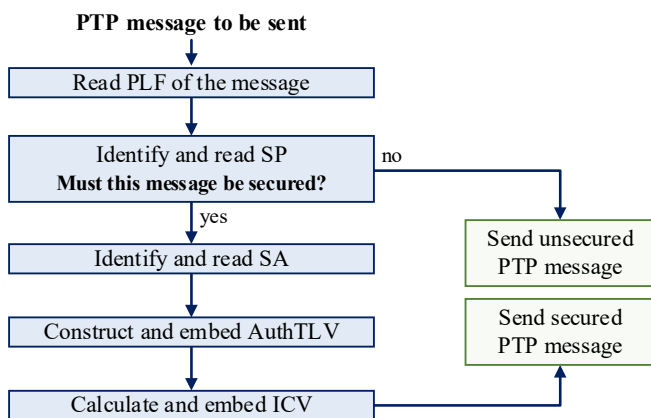 PTP message to be sent
Read PLF of the message
Identify and read SP
Must this message be secured?
no
yes
Send unsecured
PTP message
Identify and read SA
Send secured
PTP message
Construct and embed AuthTLV
Calculate and embed ICV